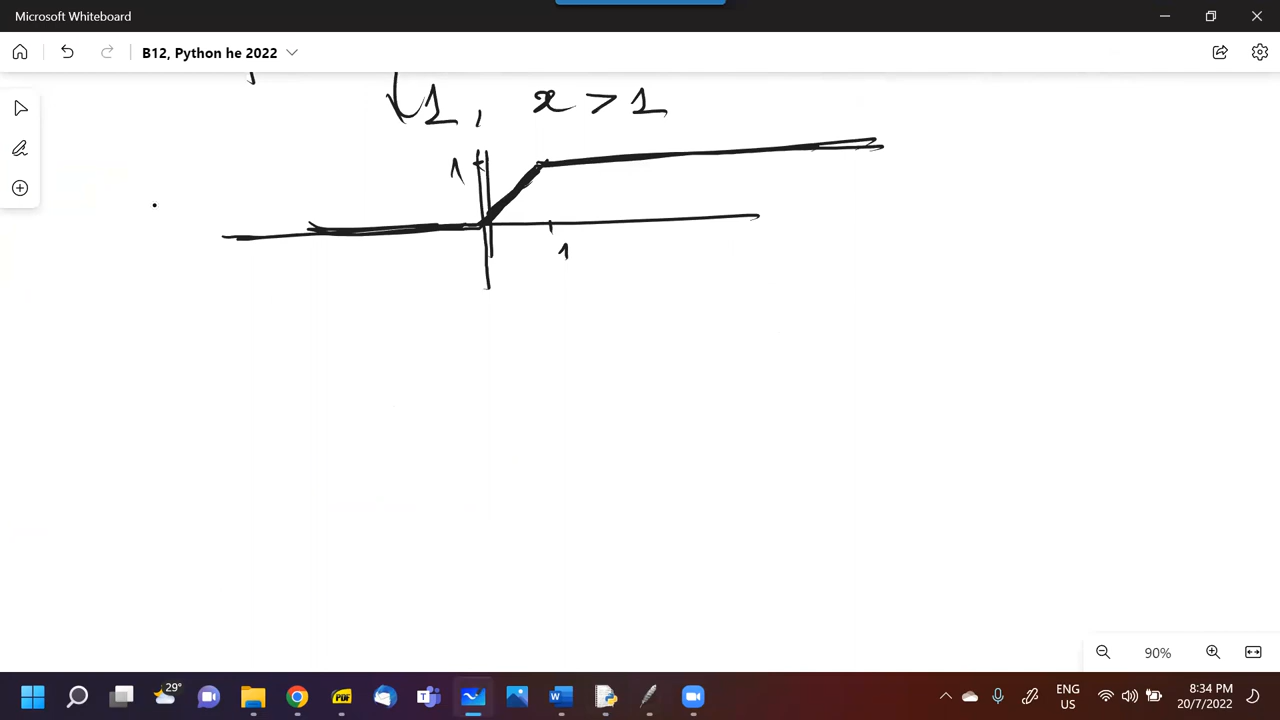 Microsoft Whiteboard
B12, Python he 2022
1, x > 1
1
1
90%
29°
ENG
US
8:34 PM
20/7/2022